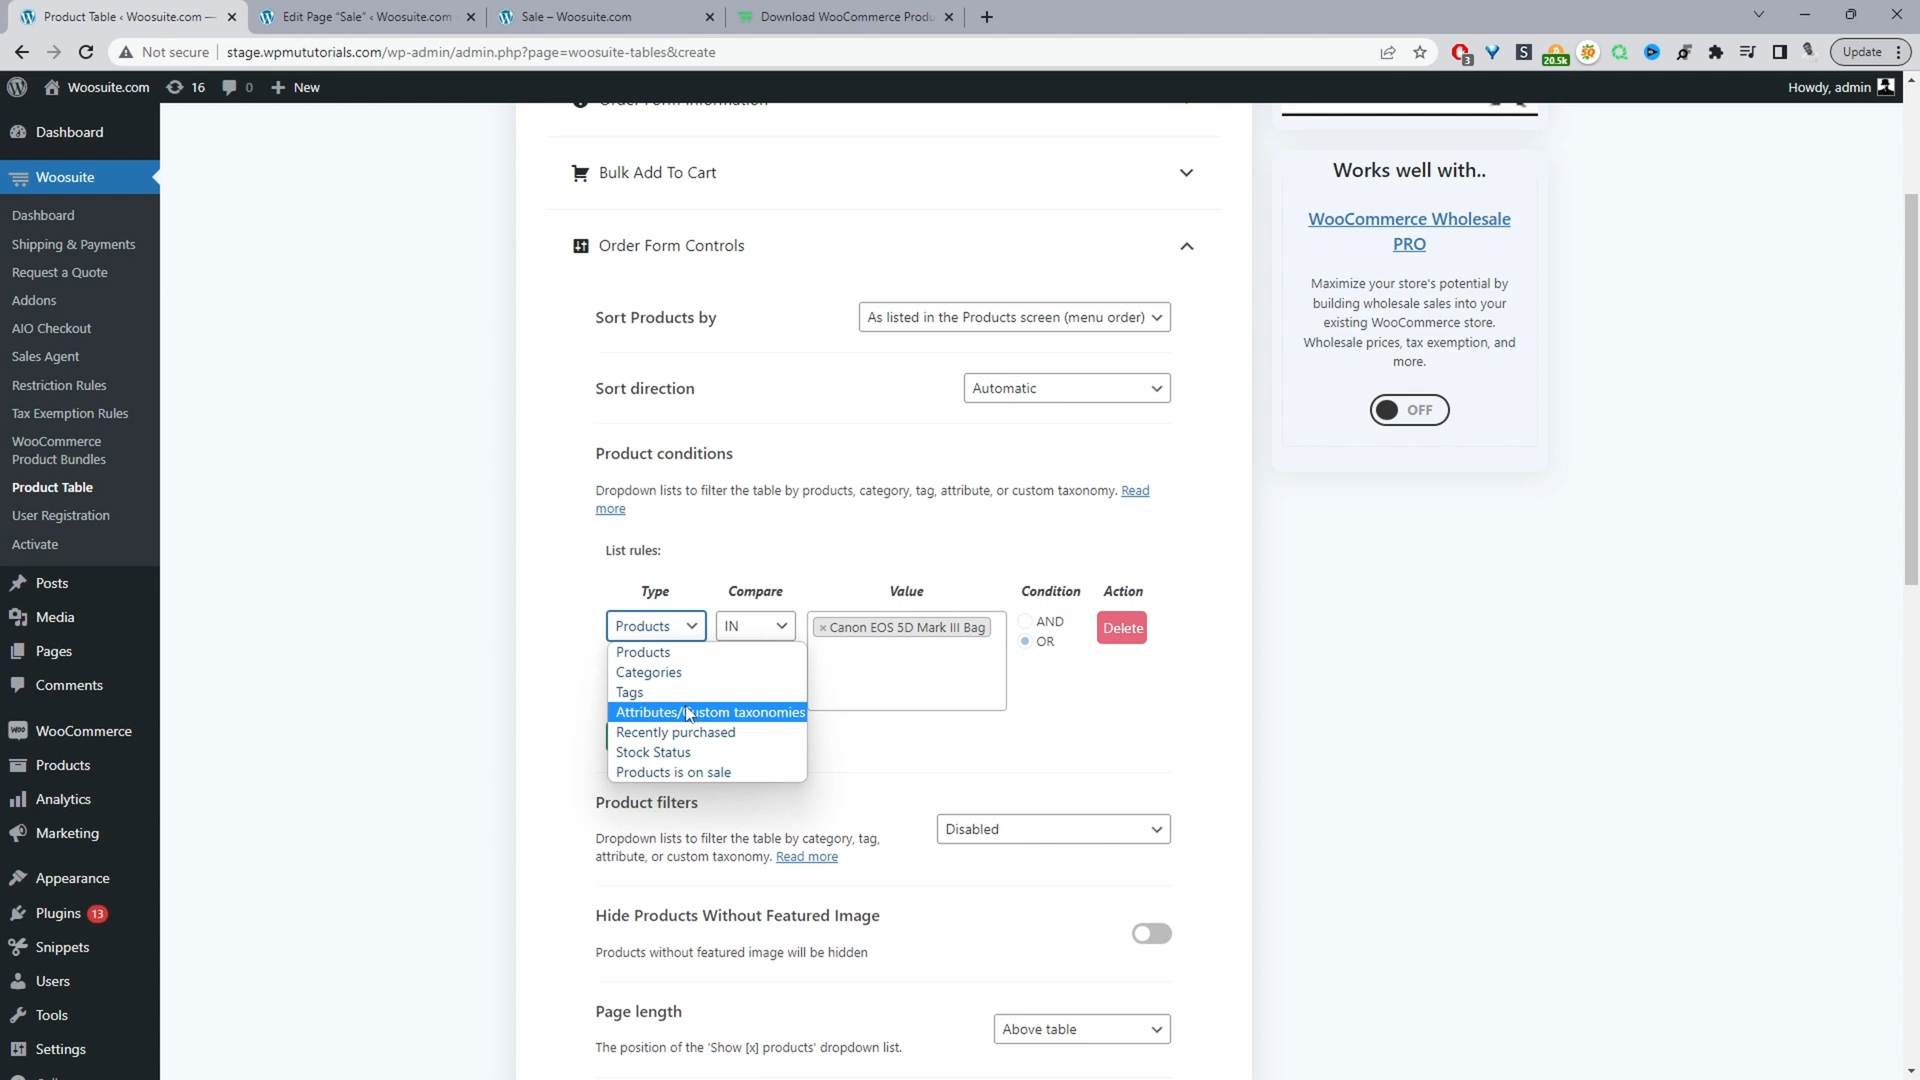 Product Table ‹ Woosuite.com —
Edit Page "Sale" ‹ Woosuite.com
Sale – Woosuite.com
Download WooCommerce Produ
Not secure
stage.wpmututorials.com/wp-admin/admin.php?page=woosuite-tables&create
3
20.5k
Update
Woosuite.com
16
0
New
Howdy, admin
Dashboard
Woosuite
Dashboard
Shipping & Payments
Request a Quote
Addons
AIO Checkout
Sales Agent
Restriction Rules
Tax Exemption Rules
WooCommerce
Product Bundles
Product Table
User Registration
Activate
Posts
Media
Pages
Comments
WooCommerce
Products
Analytics
Marketing
Appearance
Plugins 13
Snippets
Users
Tools
Settings
Order Form Information
Bulk Add To Cart
Order Form Controls
Sort Products by
As listed in the Products screen (menu order)
Sort direction
Automatic
Product conditions
Dropdown lists to filter the table by products, category, tag, attribute, or custom taxonomy. Read
more
List rules:
Type Compare Value Condition Action
Products
IN
× Canon EOS 5D Mark III Bag
AND
OR
Delete
Products
Categories
Tags
Attributes/Custom taxonomies
Recently purchased
Stock Status
Products is on sale
Product filters
Dropdown lists to filter the table by category, tag,
attribute, or custom taxonomy. Read more
Disabled
Hide Products Without Featured Image
Products without featured image will be hidden
Page length
The position of the 'Show [x] products' dropdown list.
Above table
Works well with..
WooCommerce Wholesale
PRO
Maximize your store's potential by
building wholesale sales into your
existing WooCommerce store.
Wholesale prices, tax exemption, and
more.
OFF